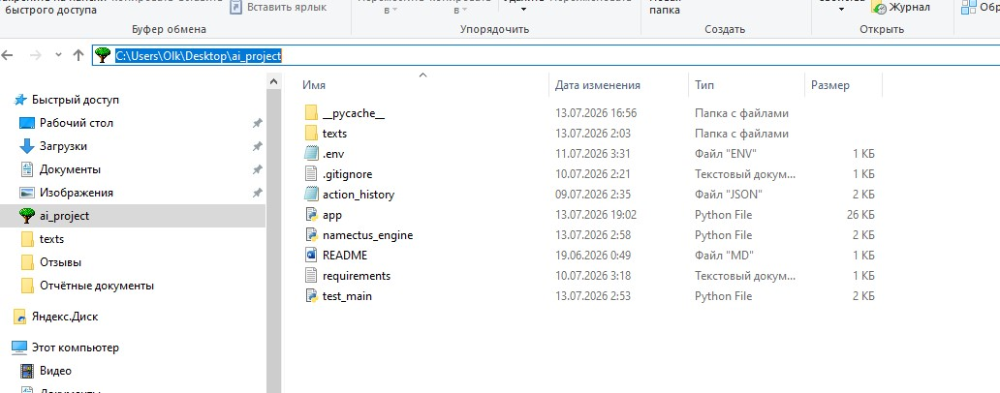 быстрого доступа
в
в
Вставить ярлык
папка
Журнал
Буфер обмена
Упорядочить
Создать
Открыть
C:\Users\Olk\Desktop\ai_project
Имя
Дата изменения
Тип
Размер
Быстрый доступ
Рабочий стол
Загрузки
Документы
Изображения
ai_project
texts
Отзывы
Отчётные документы
Яндекс.Диск
Этот компьютер
Видео
__pycache__ 13.07.2026 16:56 Папка с файлами
texts 13.07.2026 2:03 Папка с файлами
.env 11.07.2026 3:31 Файл "ENV" 1 КБ
.gitignore 10.07.2026 2:21 Текстовый докум... 1 КБ
action_history 09.07.2026 2:35 Файл "JSON" 2 КБ
app 13.07.2026 19:02 Python File 26 КБ
namectus_engine 13.07.2026 2:58 Python File 2 КБ
README 19.06.2026 0:49 Файл "MD" 1 КБ
requirements 10.07.2026 3:18 Текстовый докум... 1 КБ
test_main 13.07.2026 2:53 Python File 2 КБ